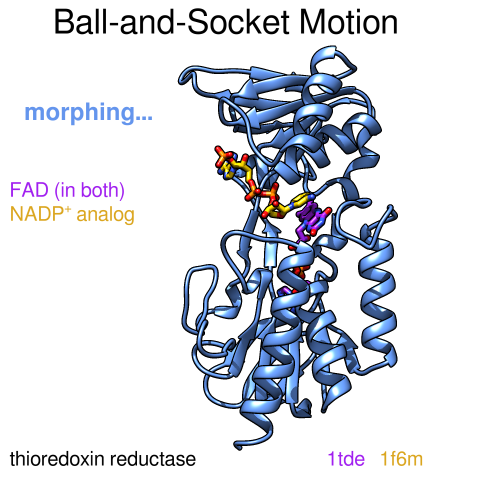 Ball-and-Socket Motion
morphing...
FAD (in both)
NADP⁺ analog
thioredoxin reductase
1tde 1f6m